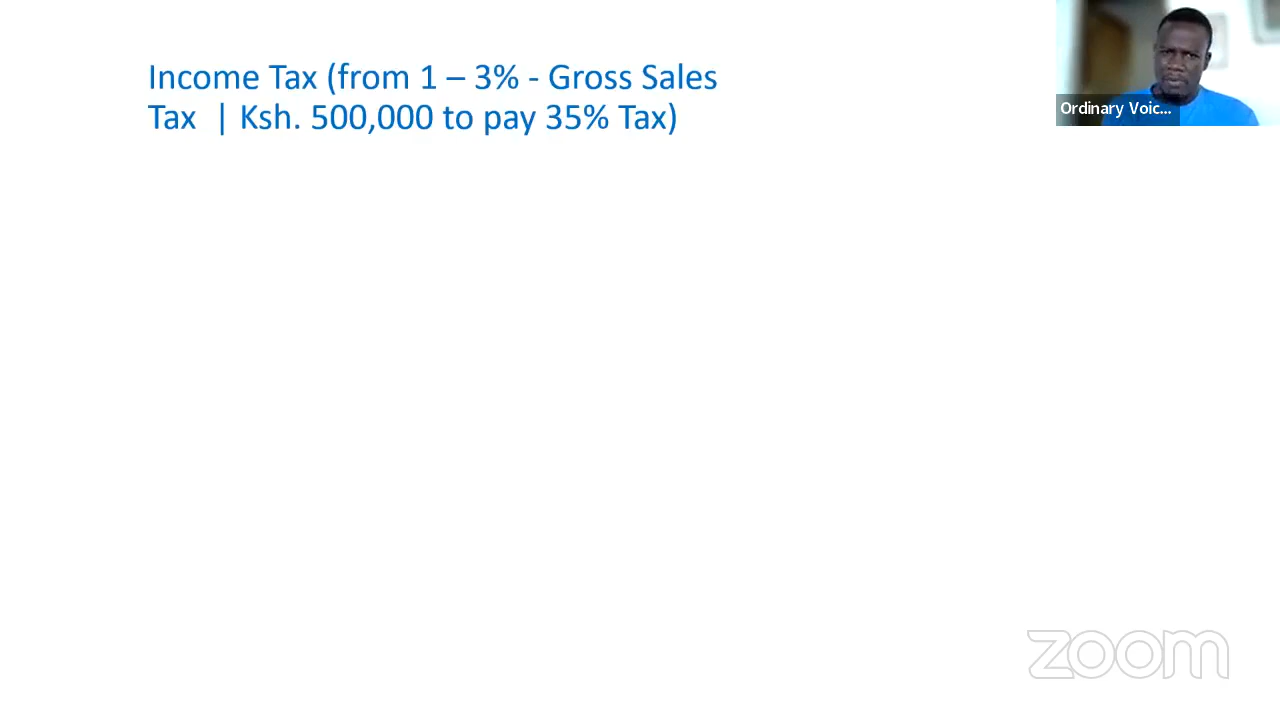 Income Tax (from 1 – 3% - Gross Sales
Tax | Ksh. 500,000 to pay 35% Tax)
Ordinary Voic...
zoom